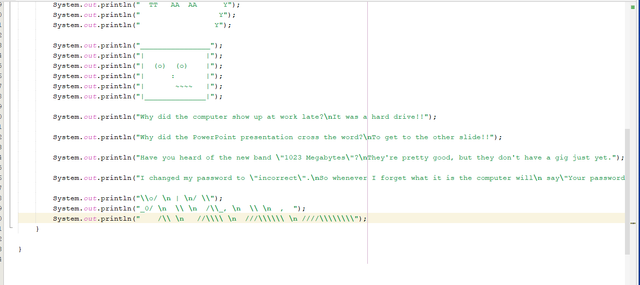 System.out.println("  TT   AA  AA       Y");
System.out.println("                    Y");
System.out.println("                   Y");
System.out.println("_________________");
System.out.println("|                |");
System.out.println("|  (o)  (o)     |");
System.out.println("|       :        |");
System.out.println("|        ~~~~   |");
System.out.println("|________________|");
System.out.println("Why did the computer show up at work late?\nIt was a hard drive!!");
System.out.println("Why did the PowerPoint presentation cross the word?\nTo get to the other slide!!");
System.out.println("Have you heard of the new band \"1023 Megabytes\"?\nThey're pretty good, but they don't have a gig just yet.");
System.out.println("I changed my password to \"incorrect\".\nSo whenever I forget what it is the computer will\n say\"Your password
System.out.println("\\o/ \n | \n/ \\");
System.out.println("_0/ \n  \\ \n  /\\_, \n  \\ \n  ,  ");
System.out.println("    /\\ \n   //\\\\ \n  ///\\\\\\ \n ////\\\\\\\\");
}
}